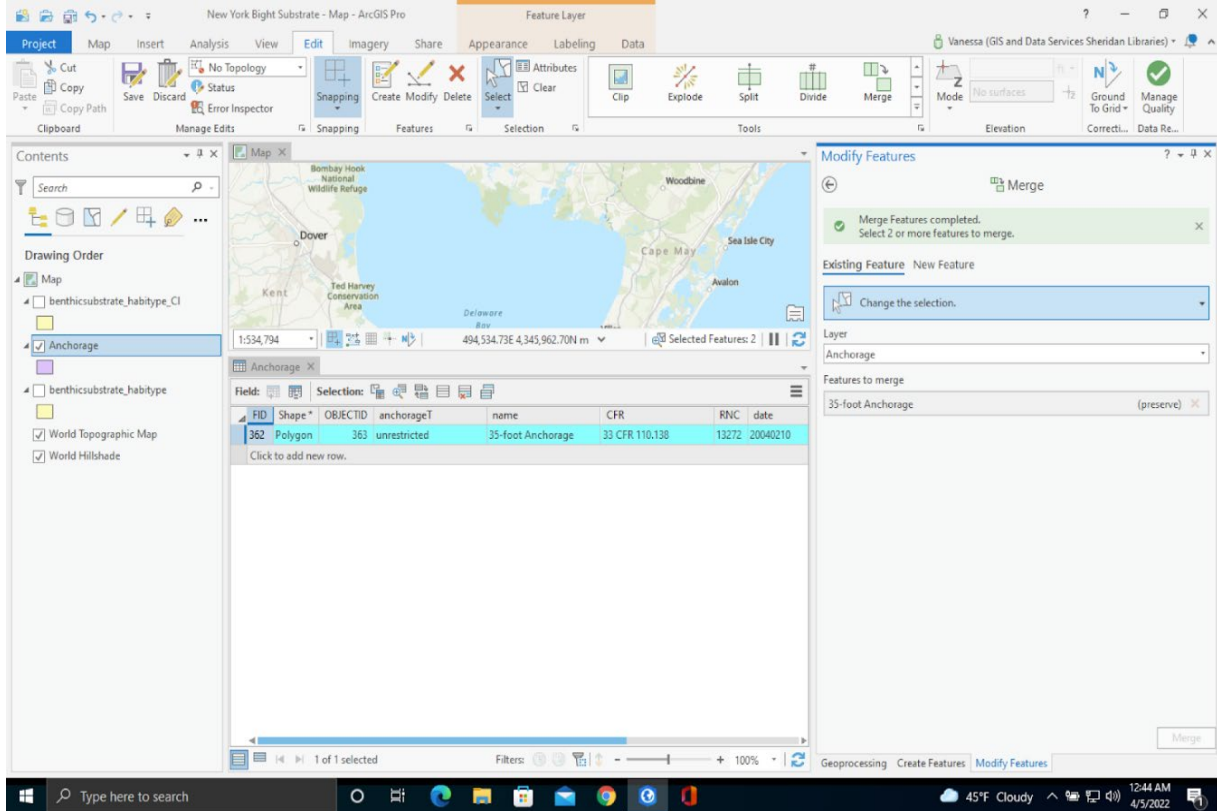 New York Bight Substrate - Map - ArcGIS Pro
Feature Layer
?
Project Map Insert Analysis View Edit Imagery Share Appearance Labeling Data
Vanessa (GIS and Data Services Sheridan Libraries)
Paste
Cut
Copy
Copy Path
Save Discard
No Topology
Status
Error Inspector
Snapping
Create Modify Delete
Select
Attributes
Clear
Clip Explode Split Divide Merge
Mode
No surfaces
Ground To Grid
Manage Quality
Clipboard Manage Edits Snapping Features Selection Tools Elevation Correcti... Data Re...
Contents
Search
Drawing Order
Map
benthicsubstrate_habitype_Cl
Anchorage
benthicsubstrate_habitype
World Topographic Map
World Hillshade
Map
Bombay Hook
National
Wildlife Refuge
Woodbine
Dover
Cape May
Sea Isle City
Kent
Ted Harvey
Conservation
Area
Avalon
Delaware
Bay
1:534,794
494,534.73E 4,345,962.70N m
Selected Features: 2
Anchorage
Field: Selection:
FID Shape * OBJECTID anchorageT name CFR RNC date
362 Polygon 363 unrestricted 35-foot Anchorage 33 CFR 110.138 13272 20040210
Click to add new row.
1 of 1 selected
Filters:
- + 100%
Modify Features
?
Merge
Merge Features completed.
Select 2 or more features to merge.
Existing Feature New Feature
Change the selection.
Layer
Anchorage
Features to merge
35-foot Anchorage (preserve)
Merge
Geoprocessing Create Features Modify Features
Type here to search
45°F Cloudy
12:44 AM
4/5/2022